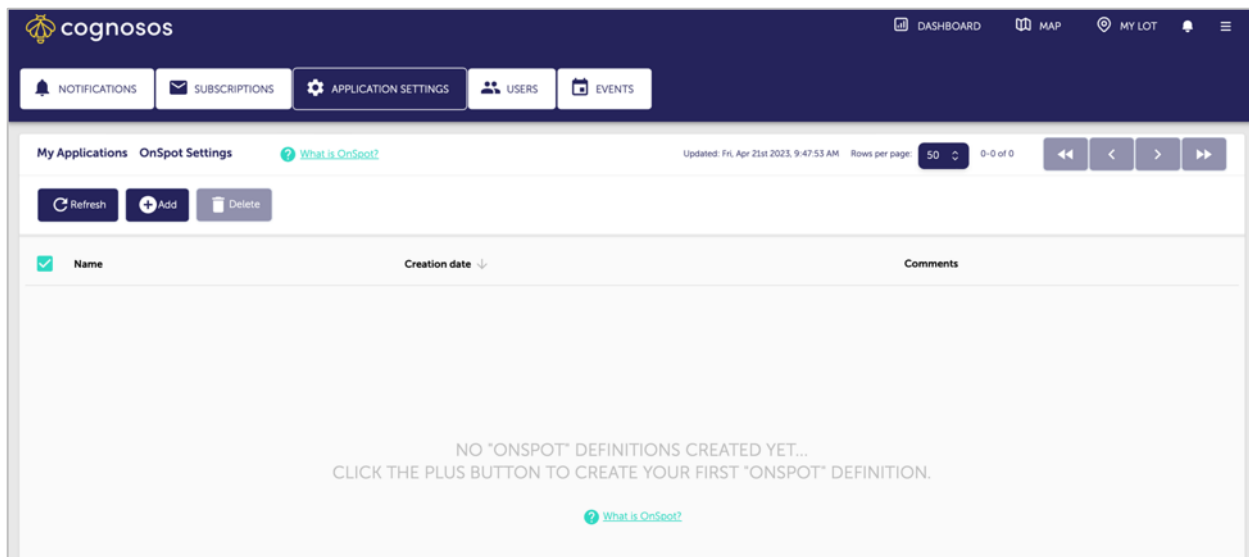 cognosos
DASHBOARD MAP MY LOT
NOTIFICATIONS SUBSCRIPTIONS APPLICATION SETTINGS USERS EVENTS
My Applications OnSpot Settings ? What is OnSpot? Updated: Fri, Apr 21st 2023, 9:47:53 AM Rows per page: 50 0-0 of 0
Refresh Add Delete
Name Creation date Comments
NO "ONSPOT" DEFINITIONS CREATED YET...
CLICK THE PLUS BUTTON TO CREATE YOUR FIRST "ONSPOT" DEFINITION.
? What is OnSpot?